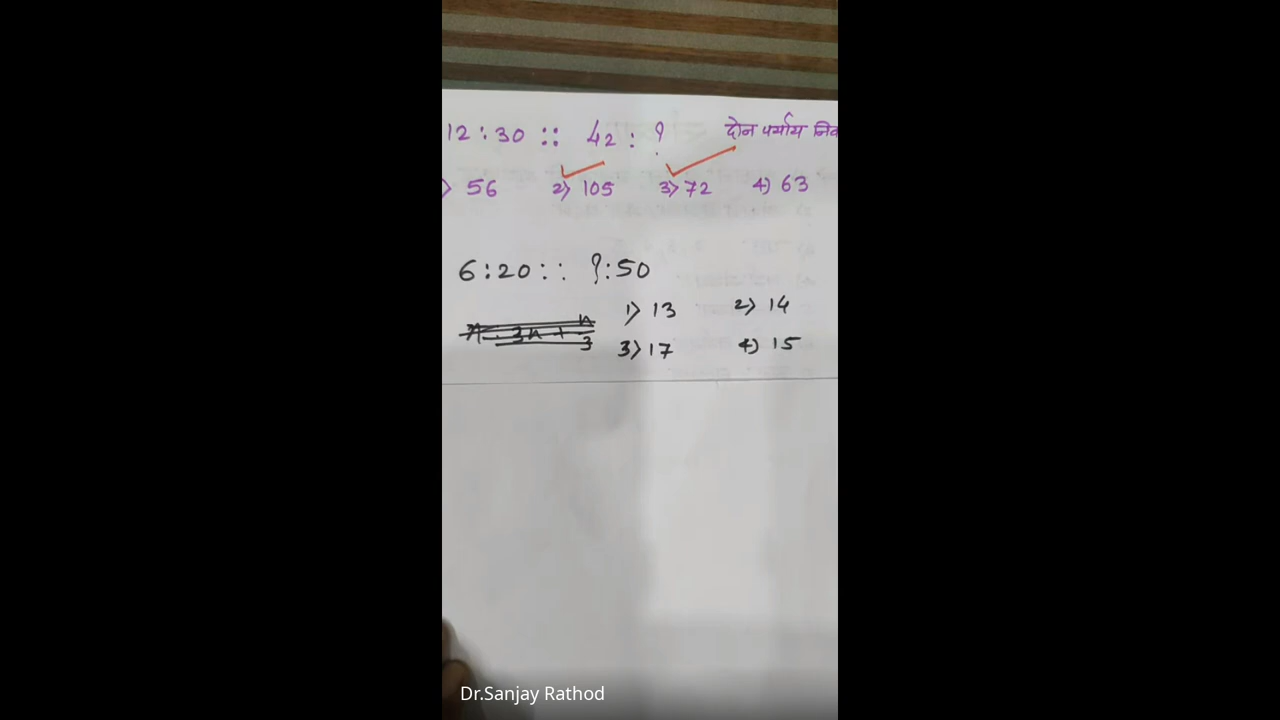 12:30 :: 42 : ? दोन पर्याय
> 56 2) 105 3) 72 4) 63
6:20 :: ?:50
1) 13 2) 14
3) 17 4) 15
Dr.Sanjay Rathod